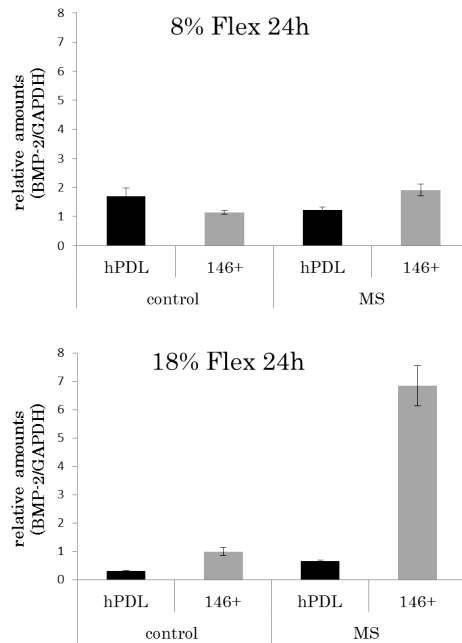 8% Flex 24h
relative amounts
(BMP-2/GAPDH)
8
7
6
5
4
3
2
1
0
hPDL 146+ hPDL 146+
control MS
18% Flex 24h
relative amounts
(BMP-2/GAPDH)
8
7
6
5
4
3
2
1
0
hPDL 146+ hPDL 146+
control MS